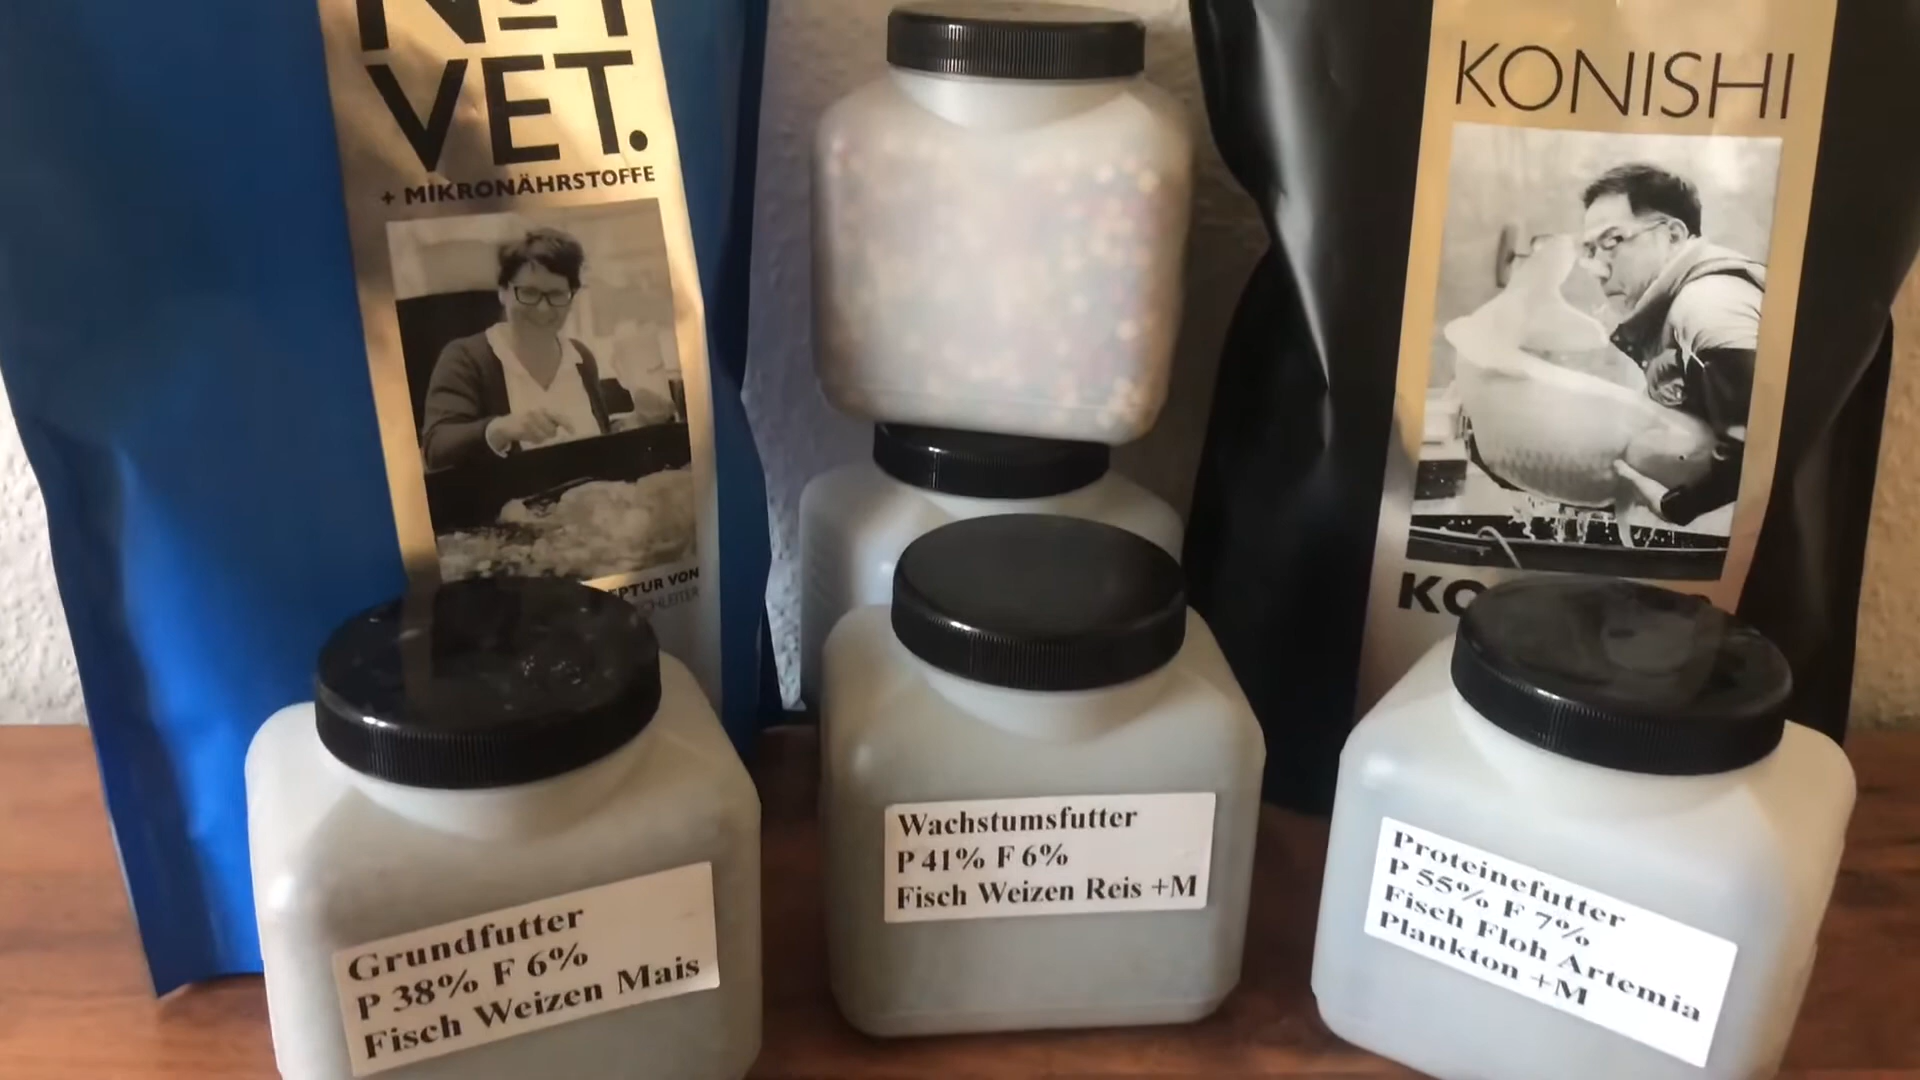 VET.
+ MIKRONÄHRSTOFFE
KONISHI
Grundfutter
P 38% F 6%
Fisch Weizen Mais
Wachstumsfutter
P 41% F 6%
Fisch Weizen Reis +M
Proteinefutter
P 55% F 7%
Fisch Floh Artemia
Plankton +M